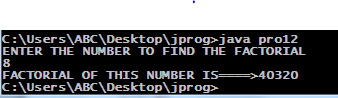 C:\Users\ABC\Desktop\jprog>java pro12
ENTER THE NUMBER TO FIND THE FACTORIAL
8
FACTORIAL OF THIS NUMBER IS====>40320
C:\Users\ABC\Desktop\jprog>